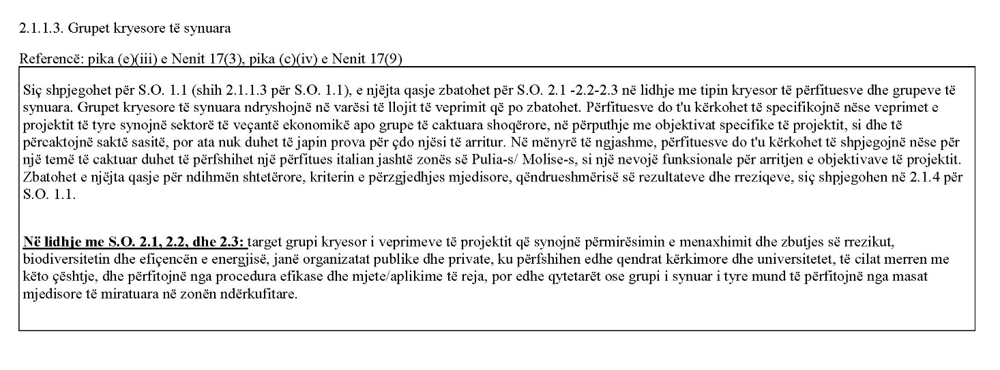 2.1.1.3. Grupet kryesore të synuara
Referencë: pika (e)(iii) e Nenit 17(3), pika (c)(iv) e Nenit 17(9)
Siç shpjegohet për S.O. 1.1 (shih 2.1.1.3 për S.O. 1.1), e njëjta qasje zbatohet për S.O. 2.1 -2.2-2.3 në lidhje me tipin kryesor të përfituesve dhe grupeve të
synuara. Grupet kryesore të synuara ndryshojnë në varësi të llojit të veprimit që po zbatohet. Përfituesve do t'u kërkohet të specifikojnë nëse veprimet e
projektit të tyre synojnë sektorë të veçantë ekonomikë apo grupe të caktuara shoqërore, në përputhje me objektivat specifike të projektit, si dhe të
përcaktojnë saktë sasitë, por ata nuk duhet të japin prova për çdo njësi të arritur. Në mënyrë të ngjashme, përfituesve do t'u kërkohet të shpjegojnë nëse për
një temë të caktuar duhet të përfshihet një përfitues italian jashtë zonës së Pulia-s/ Molise-s, si një nevojë funksionale për arritjen e objektivave të projektit.
Zbatohet e njëjta qasje për ndihmën shtetërore, kriterin e përzgjedhjes mjedisore, qëndrueshmërisë së rezultateve dhe rreziqeve, siç shpjegohen në 2.1.4 për
S.O. 1.1.
Në lidhje me S.O. 2.1, 2.2, dhe 2.3: target grupi kryesor i veprimeve të projektit që synojnë përmirësimin e menaxhimit dhe zbutjes së rrezikut,
biodiversitetin dhe efiçencën e energjisë, janë organizatat publike dhe private, ku përfshihen edhe qendrat kërkimore dhe universitetet, të cilat merren me
këto çështje, dhe përfitojnë nga procedura efikase dhe mjete/aplikime të reja, por edhe qytetarët ose grupi i synuar i tyre mund të përfitojnë nga masat
mjedisore të miratuara në zonën ndërkufitare.